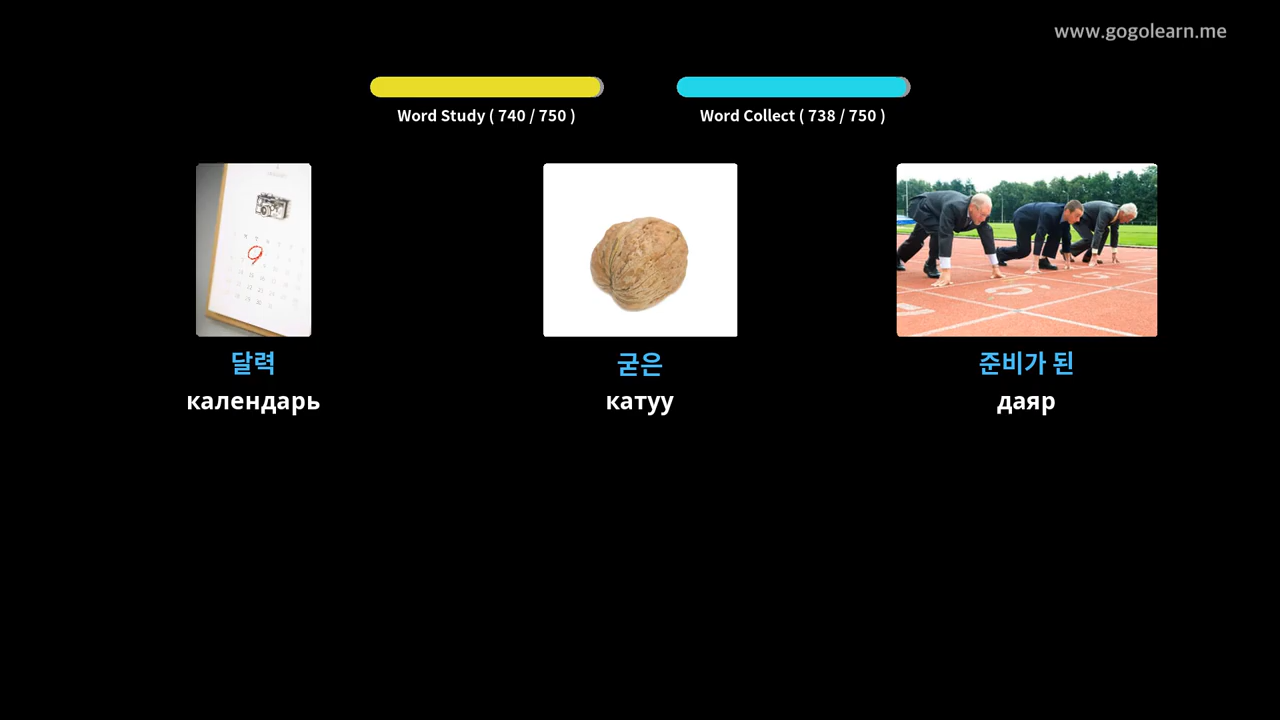 www.gogolearn.me
Word Study ( 740 / 750 )
Word Collect ( 738 / 750 )
달력
굳은
준비가 된
календарь
катуу
даяр